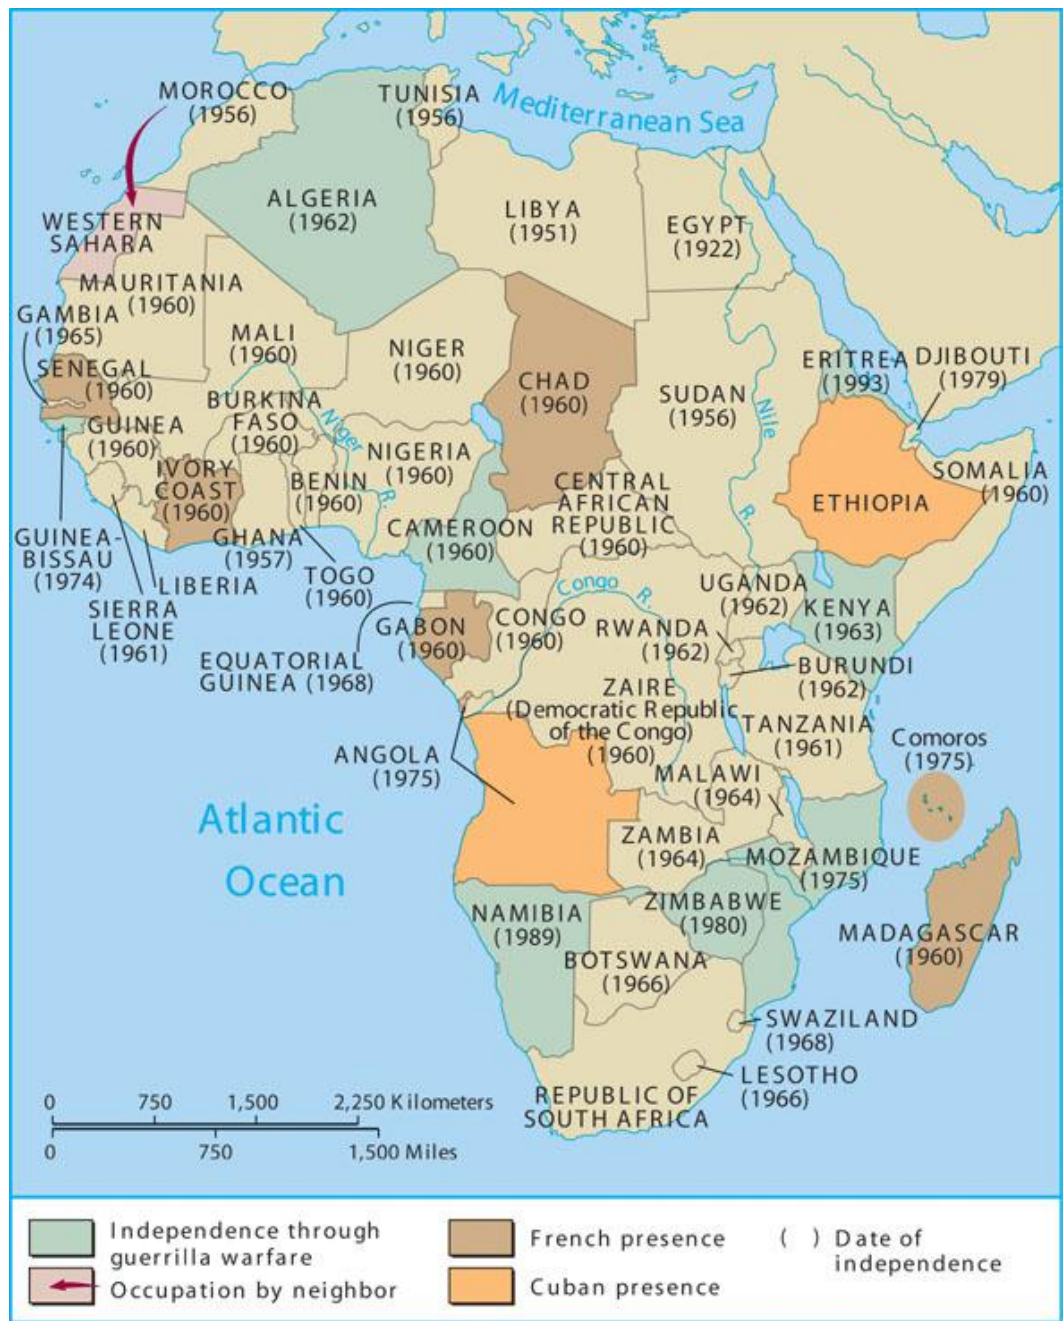 MOROCCO
(1956)
TUNISIA
(1956)
Mediterranean Sea
ALGERIA
(1962)
LIBYA
(1951)
EGYPT
(1922)
WESTERN
SAHARA
MAURITANIA
(1960)
GAMBIA
(1965)
SENEGAL
(1960)
MALI
(1960)
NIGER
(1960)
CHAD
(1960)
SUDAN
(1956)
Nile
R.
ERITREA
(1993)
DJIBOUTI
(1979)
BURKINA
FASO
(1960)
Niger
R.
GUINEA
(1960)
NIGERIA
(1960)
IVORY
COAST
(1960)
BENIN
(1960)
CENTRAL
AFRICAN
REPUBLIC
(1960)
ETHIOPIA
SOMALIA
(1960)
GUINEA-
BISSAU
(1974)
GHANA
(1957)
CAMEROON
(1960)
LIBERIA
TOGO
(1960)
SIERRA
LEONE
(1961)
Congo R.
UGANDA
(1962)
KENYA
(1963)
GABON
(1960)
CONGO
(1960)
RWANDA
(1962)
EQUATORIAL
GUINEA (1968)
BURUNDI
(1962)
ZAIRE
(Democratic Republic
of the Congo)
(1960)
TANZANIA
(1961)
Comoros
(1975)
ANGOLA
(1975)
MALAWI
(1964)
Atlantic
Ocean
ZAMBIA
(1964)
MOZAMBIQUE
(1975)
NAMIBIA
(1989)
ZIMBABWE
(1980)
MADAGASCAR
(1960)
BOTSWANA
(1966)
SWAZILAND
(1968)
LESOTHO
(1966)
REPUBLIC OF
SOUTH AFRICA
0 750 1,500 2,250 Kilometers
0 750 1,500 Miles
Independence through
guerrilla warfare
Occupation by neighbor
French presence
Cuban presence
( ) Date of
independence